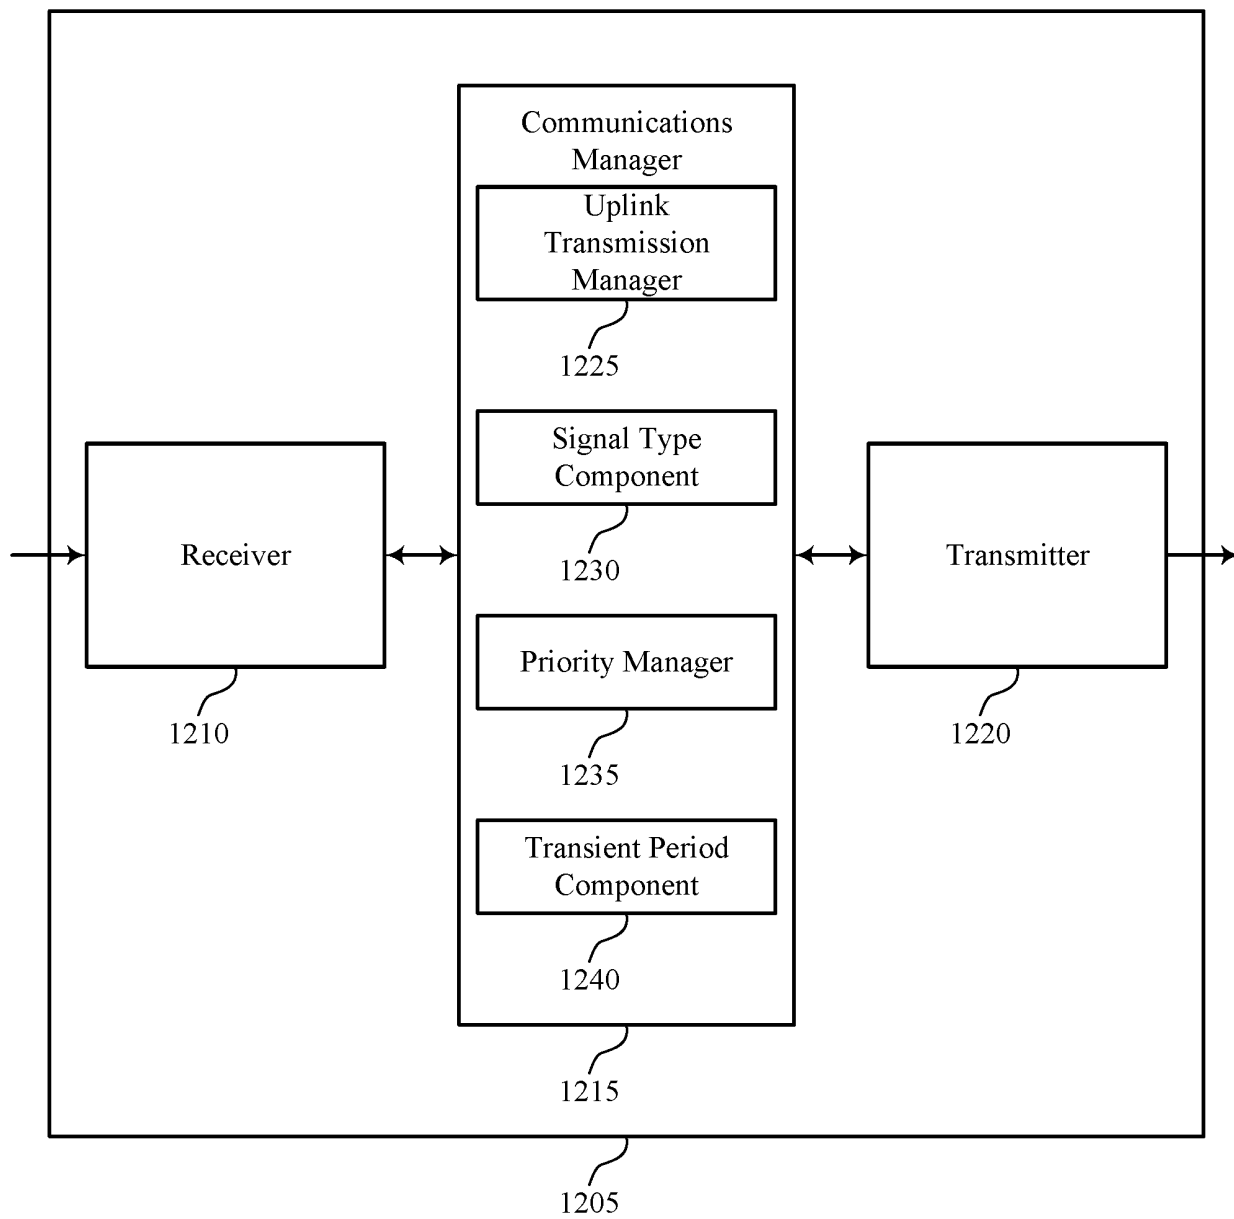 Communications
Manager
Uplink
Transmission
Manager
1225
Signal Type
Component
1230
Receiver
1210
Transmitter
1220
Priority Manager
1235
Transient Period
Component
1240
1215
1205